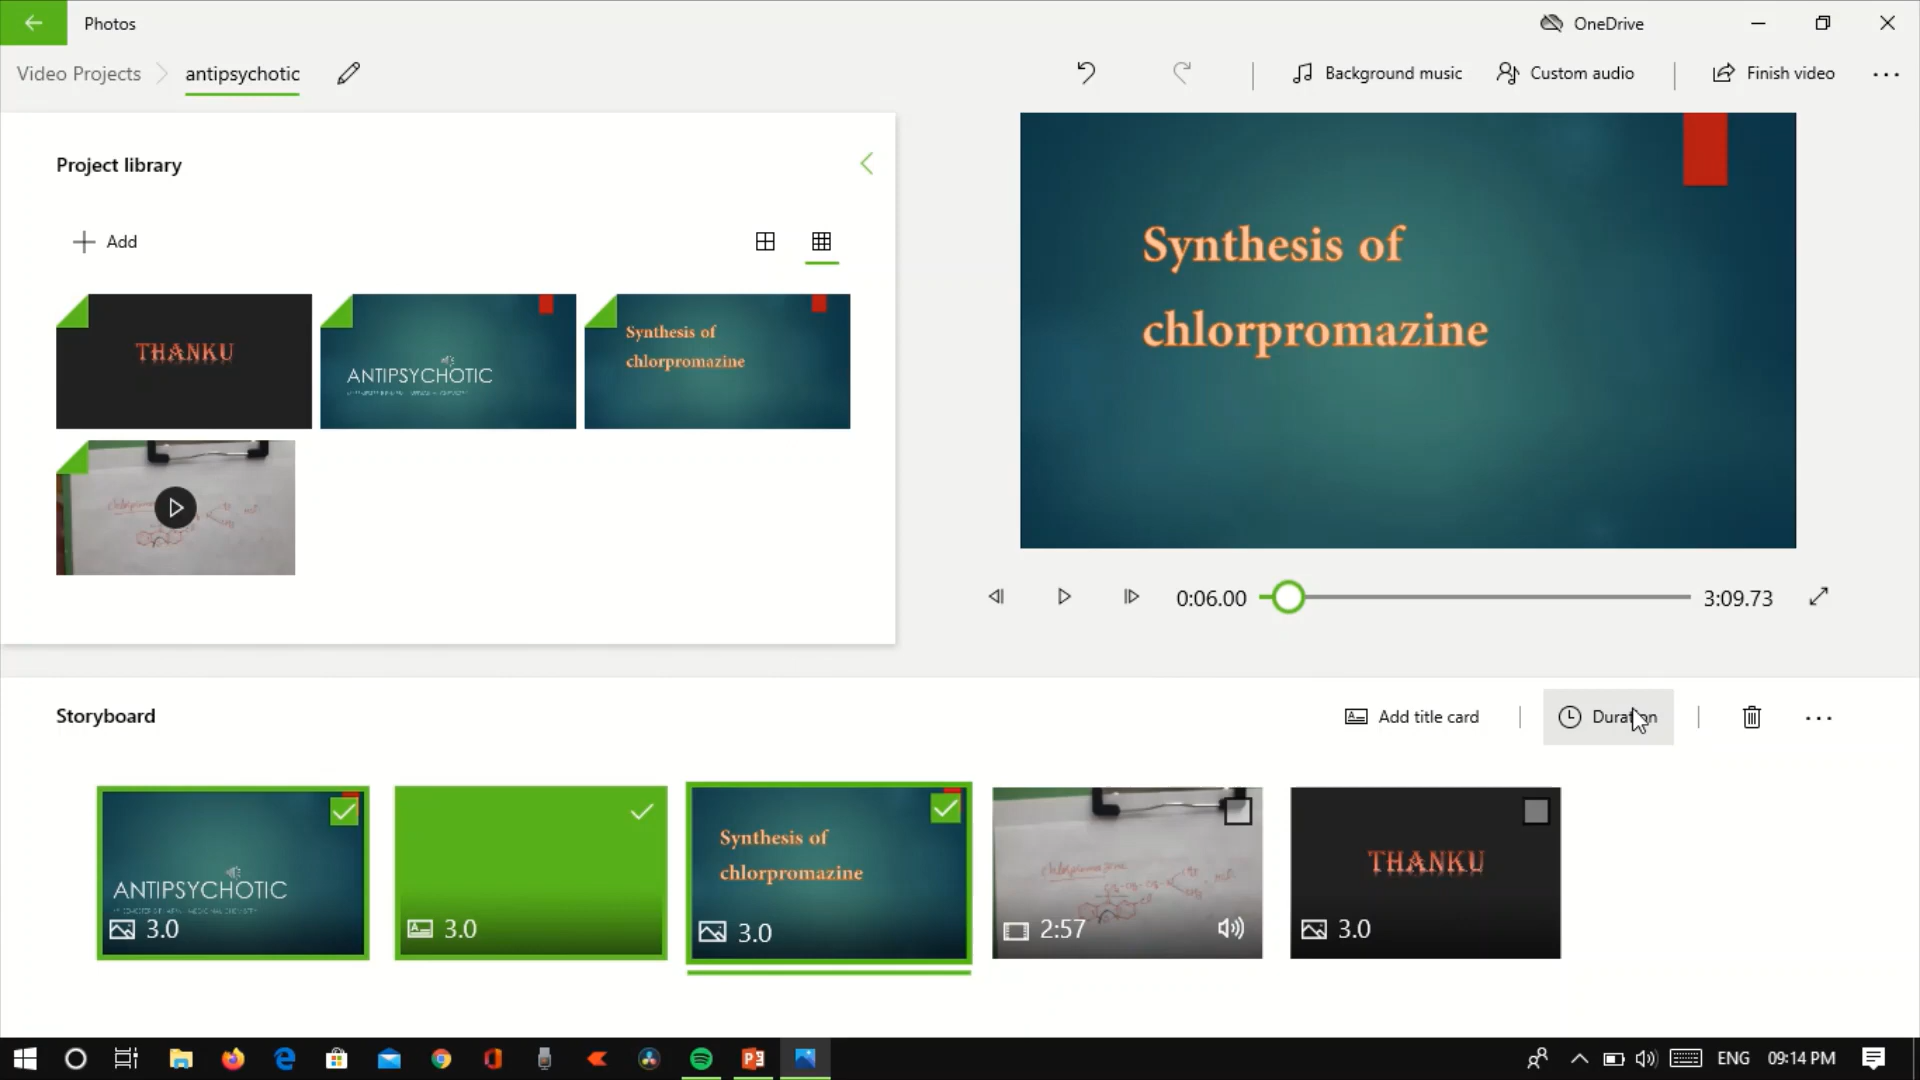 Photos
OneDrive
Video Projects
antipsychotic
Background music
Custom audio
Finish video
Project library
Add
THANKU
ANTIPSYCHOTIC
Synthesis of
chlorpromazine
Synthesis of
chlorpromazine
0:06.00
3:09.73
Storyboard
Add title card
Duration
ANTIPSYCHOTIC
3.0
3.0
Synthesis of
chlorpromazine
3.0
2:57
THANKU
3.0
ENG
09:14 PM